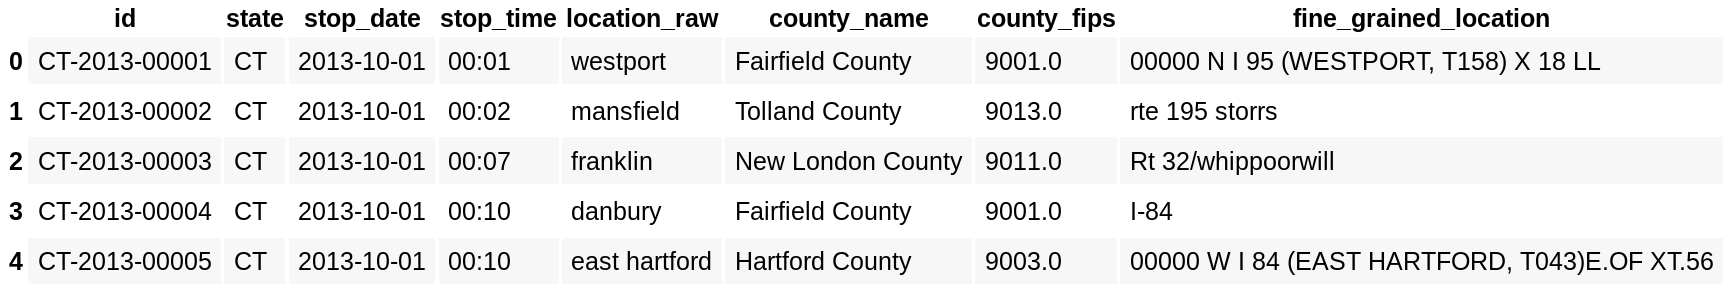 id state stop_date stop_time location_raw county_name county_fips fine_grained_location
0 CT-2013-00001 CT 2013-10-01 00:01 westport Fairfield County 9001.0 00000 N I 95 (WESTPORT, T158) X 18 LL
1 CT-2013-00002 CT 2013-10-01 00:02 mansfield Tolland County 9013.0 rte 195 storrs
2 CT-2013-00003 CT 2013-10-01 00:07 franklin New London County 9011.0 Rt 32/whippoorwill
3 CT-2013-00004 CT 2013-10-01 00:10 danbury Fairfield County 9001.0 I-84
4 CT-2013-00005 CT 2013-10-01 00:10 east hartford Hartford County 9003.0 00000 W I 84 (EAST HARTFORD, T043)E.OF XT.56